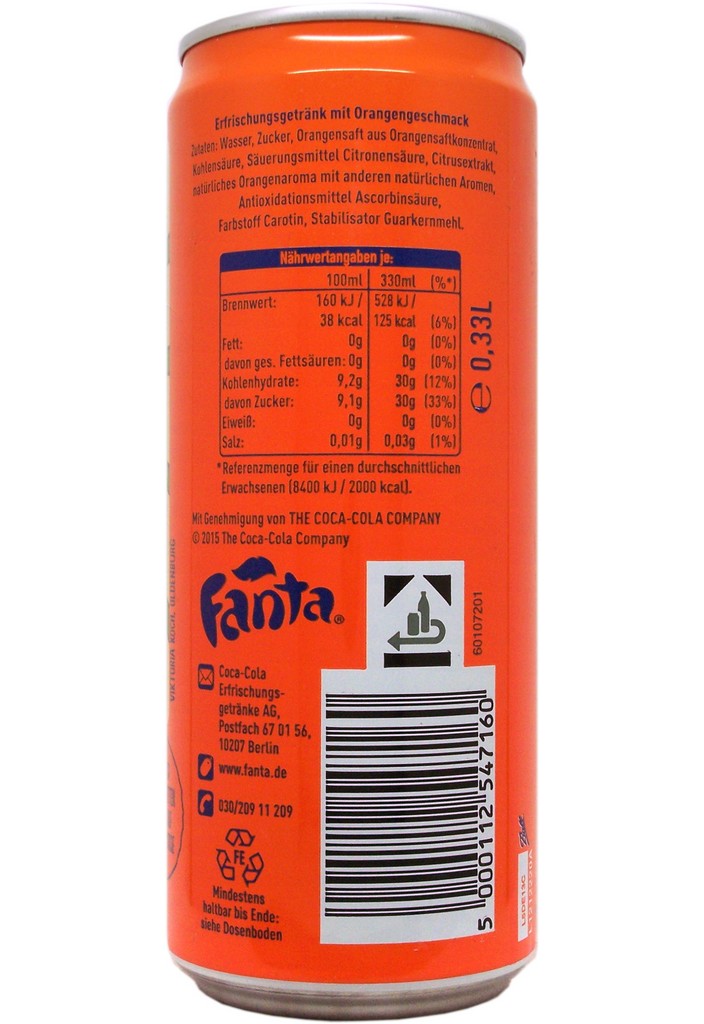 Erfrischungsgetränk mit Orangengeschmack
Zutaten: Wasser, Zucker, Orangensaft aus Orangensaftkonzentrat,
Kohlensäure, Säuerungsmittel Citronensäure, Citrusextrakt,
natürliches Orangenaroma mit anderen natürlichen Aromen,
Antioxidationsmittel Ascorbinsäure,
Farbstoff Carotin, Stabilisator Guarkernmehl.
Nährwertangaben je:
100ml 330ml (%*)
Brennwert: 160 kJ / 528 kJ /
38 kcal 125 kcal (6%)
Fett: 0g 0g (0%)
davon ges. Fettsäuren: 0g 0g (0%)
Kohlenhydrate: 9,2g 30g (12%)
davon Zucker: 9,1g 30g (33%)
Eiweiß: 0g 0g (0%)
Salz: 0,01g 0,03g (1%)
*Referenzmenge für einen durchschnittlichen
Erwachsenen (8400 kJ / 2000 kcal).
e 0,33L
Mit Genehmigung von THE COCA-COLA COMPANY
© 2015 The Coca-Cola Company
VIKTORIA KOCH, OLDENBURG
Fanta®
60107201
Coca-Cola
Erfrischungs-
getränke AG,
Postfach 67 01 56,
10207 Berlin
www.fanta.de
030/209 11 209
FE
Mindestens
haltbar bis Ende:
siehe Dosenboden
5 000112 547160
Ball